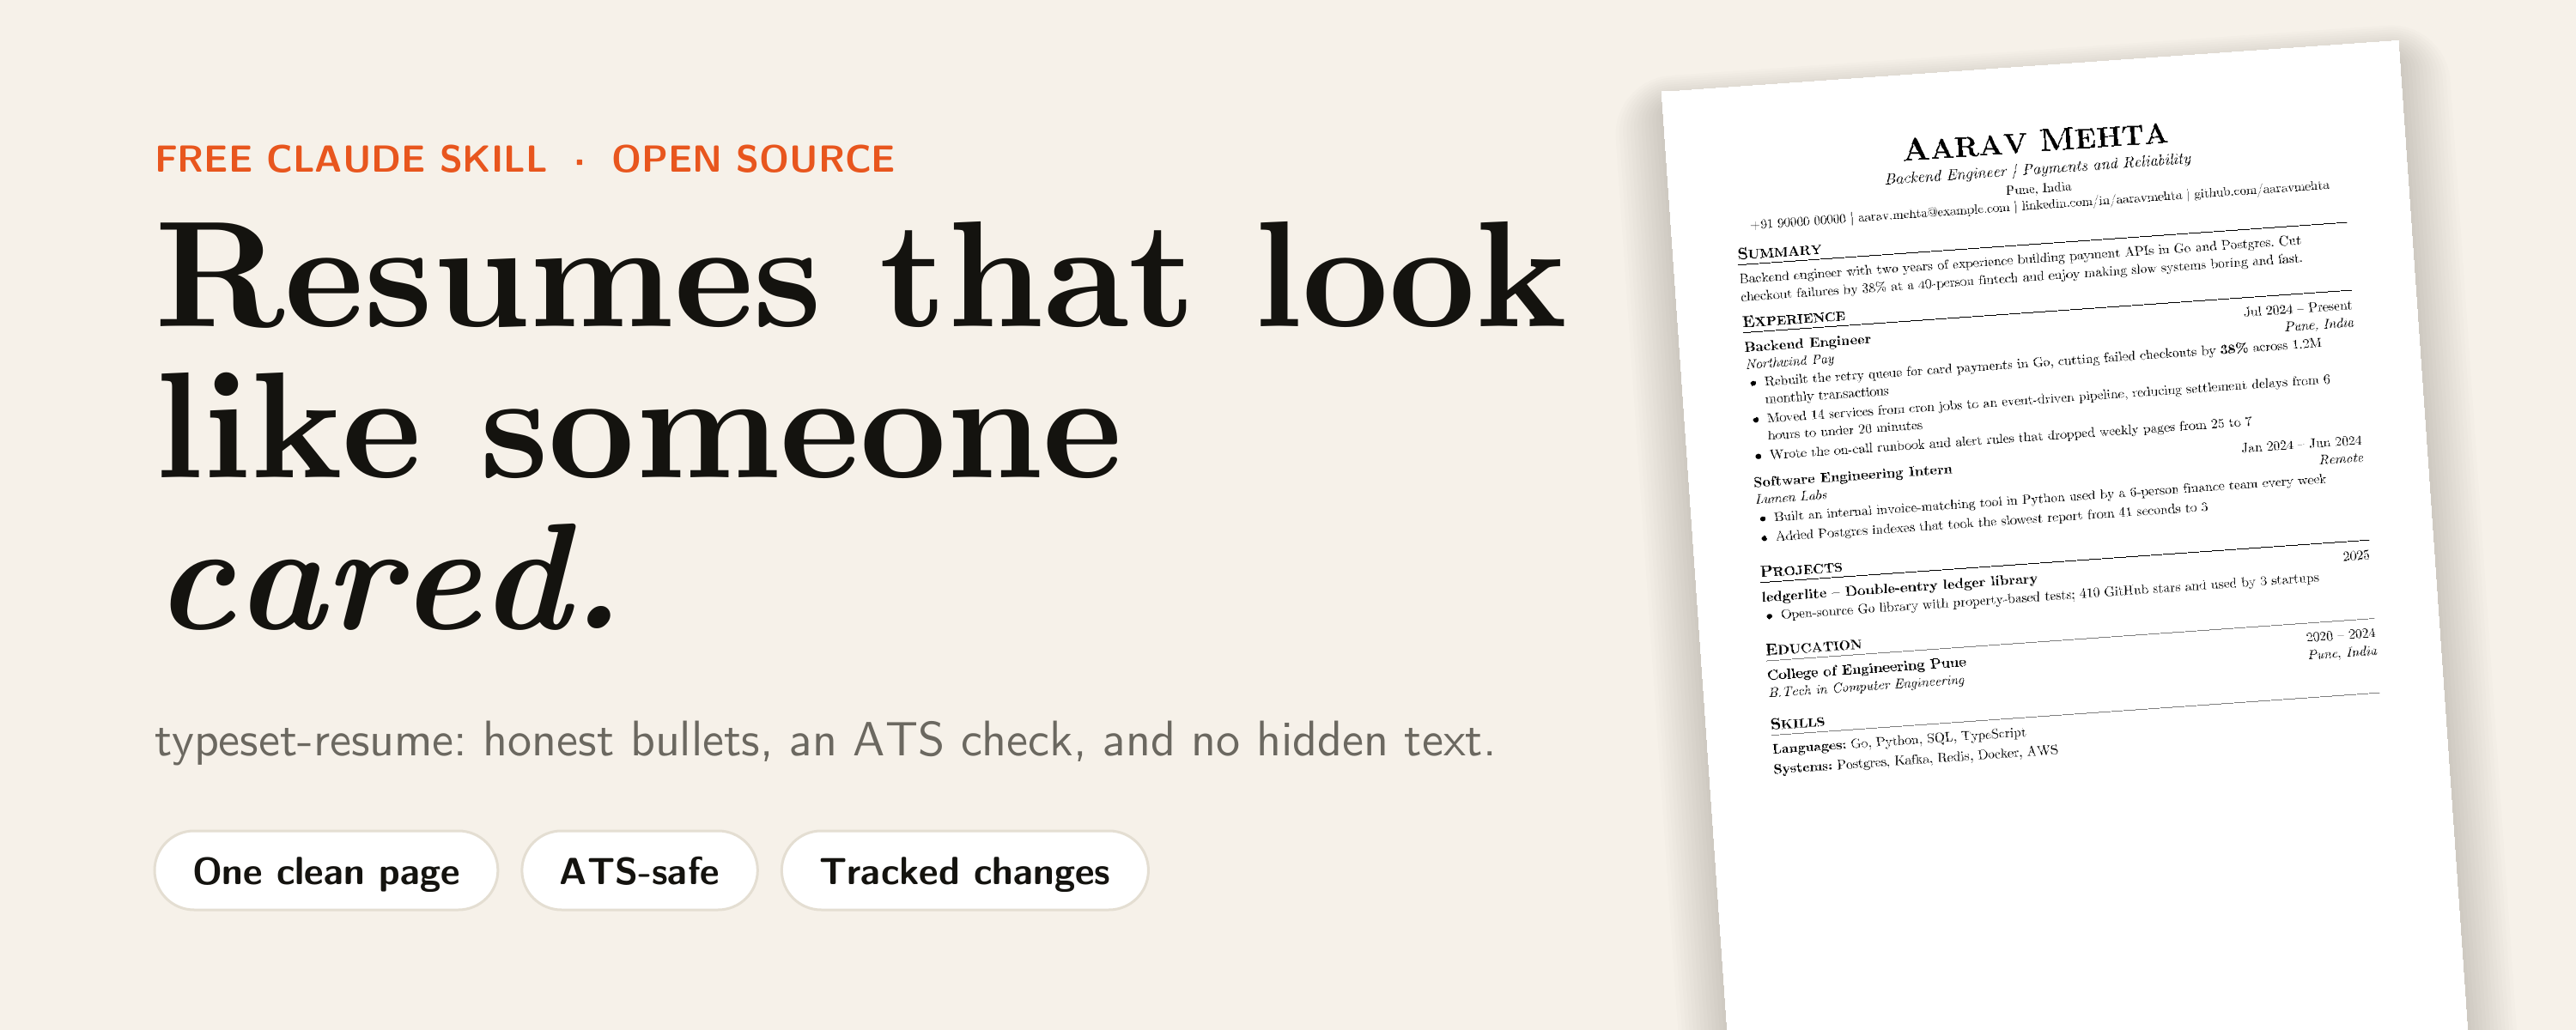 FREE CLAUDE SKILL · OPEN SOURCE
Resumes that look
like someone
cared.
typeset-resume: honest bullets, an ATS check, and no hidden text.
One clean page
ATS-safe
Tracked changes
AARAV MEHTA
Backend Engineer | Payments and Reliability
Pune, India
+91 90000 00000 | aarav.mehta@example.com | linkedin.com/in/aaravmehta | github.com/aaravmehta
SUMMARY
Backend engineer with two years of experience building payment APIs in Go and Postgres. Cut
checkout failures by 38% at a 40-person fintech and enjoy making slow systems boring and fast.
EXPERIENCE
Backend Engineer Jul 2024 – Present
Northwind Pay Pune, India
• Rebuilt the retry queue for card payments in Go, cutting failed checkouts by 38% across 1.2M
monthly transactions
• Moved 14 services from cron jobs to an event-driven pipeline, reducing settlement delays from 6
hours to under 20 minutes
• Wrote the on-call runbook and alert rules that dropped weekly pages from 25 to 7
Software Engineering Intern Jan 2024 – Jun 2024
Lumen Labs Remote
• Built an internal invoice-matching tool in Python used by a 6-person finance team every week
• Added Postgres indexes that took the slowest report from 41 seconds to 3
PROJECTS
ledgerlite – Double-entry ledger library 2025
• Open-source Go library with property-based tests; 410 GitHub stars and used by 3 startups
EDUCATION
College of Engineering Pune 2020 – 2024
B.Tech in Computer Engineering Pune, India
SKILLS
Languages: Go, Python, SQL, TypeScript
Systems: Postgres, Kafka, Redis, Docker, AWS